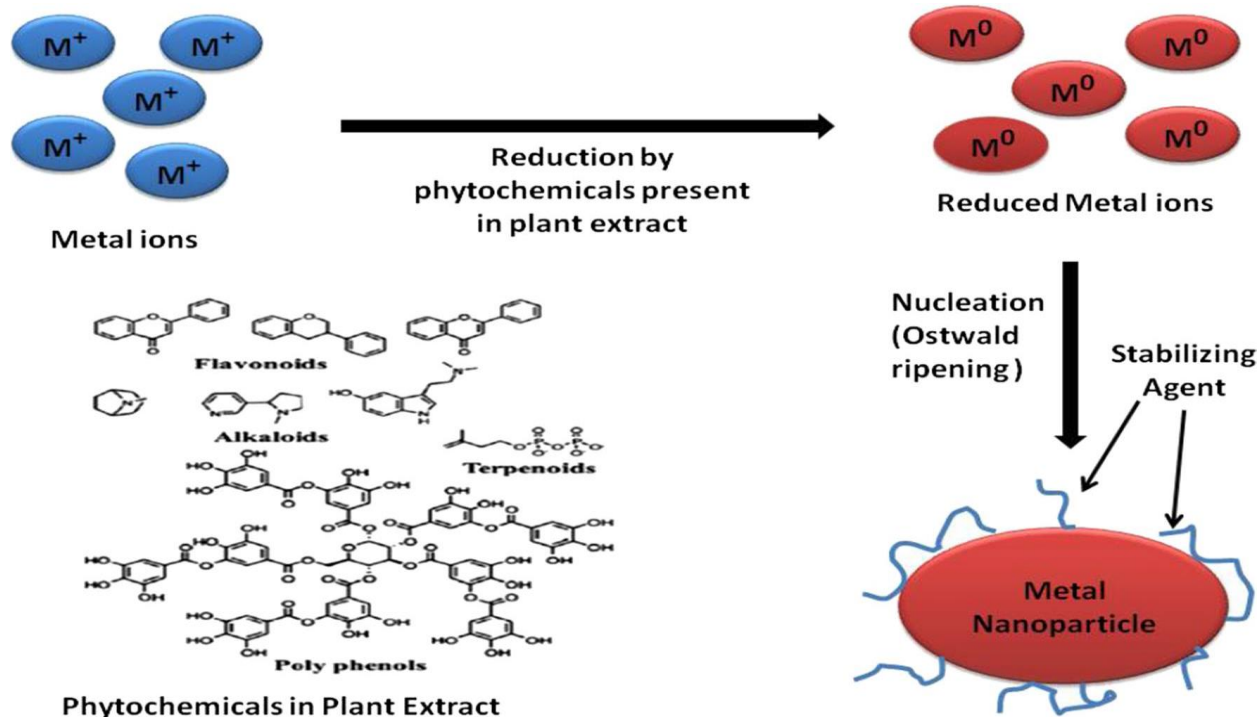 M⁺
M⁺
M⁺
M⁺
M⁺
Metal ions
Reduction by
phytochemicals present
in plant extract
M⁰
M⁰
M⁰
M⁰
M⁰
Reduced Metal ions
Nucleation
(Ostwald
ripening )
Stabilizing
Agent
Metal
Nanoparticle
Flavonoids
Alkaloids
Terpenoids
Poly phenols
Phytochemicals in Plant Extract